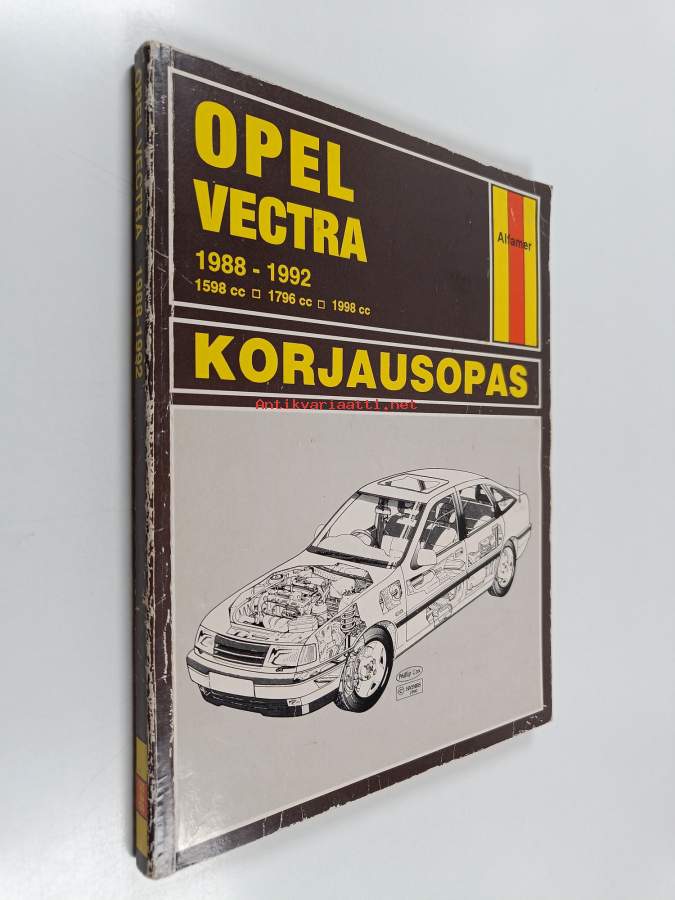 OPEL
VECTRA
1988 - 1992
1598 cc □ 1796 cc □ 1998 cc
Alfamer
KORJAUSOPAS
Antikvariaatti.net
OPEL VECTRA 1988-1992